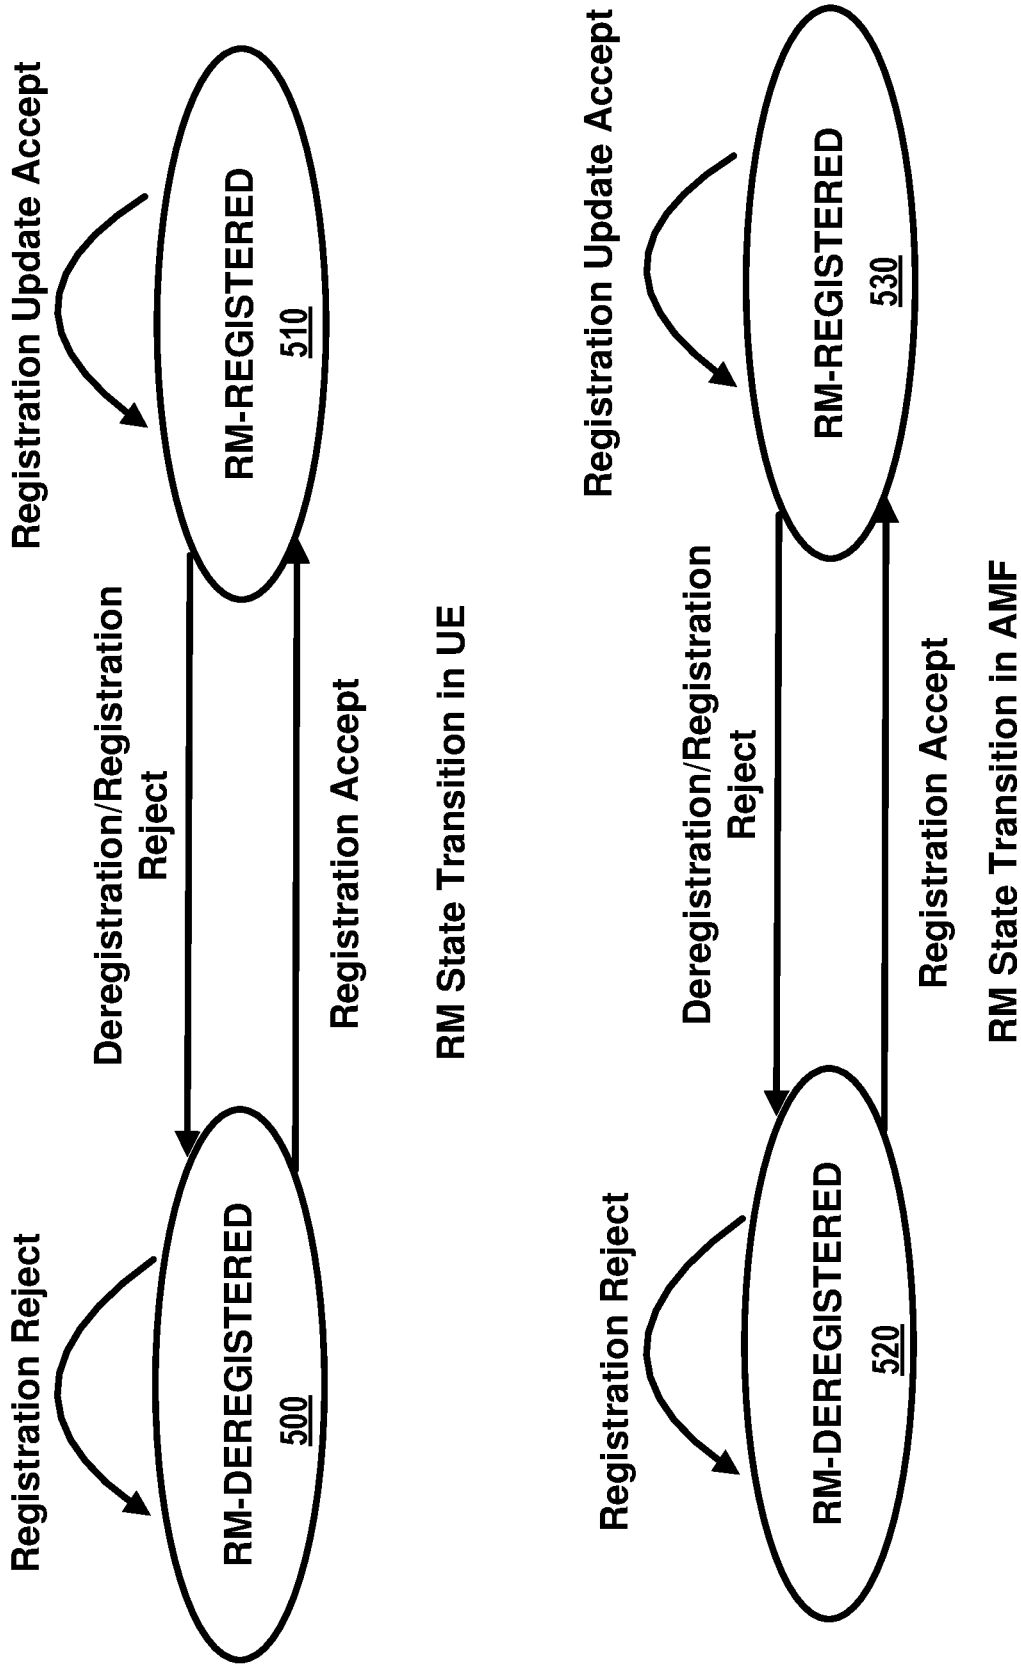 Registration Reject
Registration Update Accept
Deregistration/Registration
Reject
RM-DEREGISTERED
500
RM-REGISTERED
510
Registration Accept
RM State Transition in UE
Registration Reject
Registration Update Accept
Deregistration/Registration
Reject
RM-DEREGISTERED
520
RM-REGISTERED
530
Registration Accept
RM State Transition in AMF